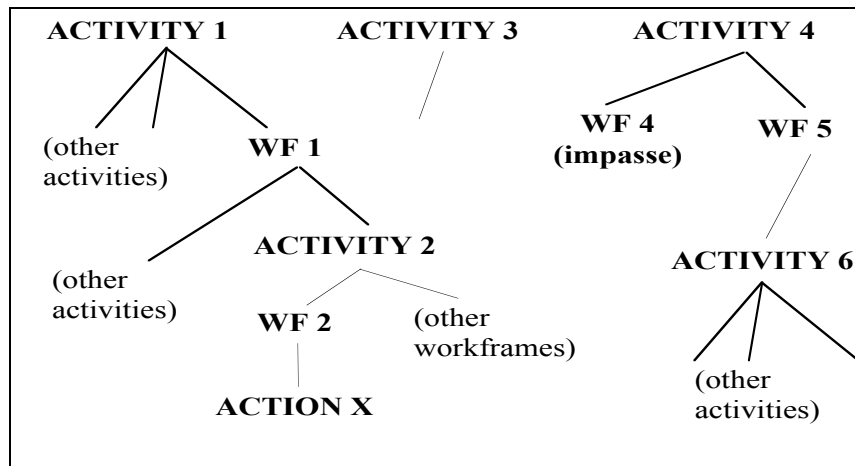 ACTIVITY 1
ACTIVITY 3
ACTIVITY 4
(other
activities)
WF 1
WF 4
(impasse)
WF 5
(other
activities)
ACTIVITY 2
ACTIVITY 6
WF 2
(other
workframes)
(other
activities)
ACTION X